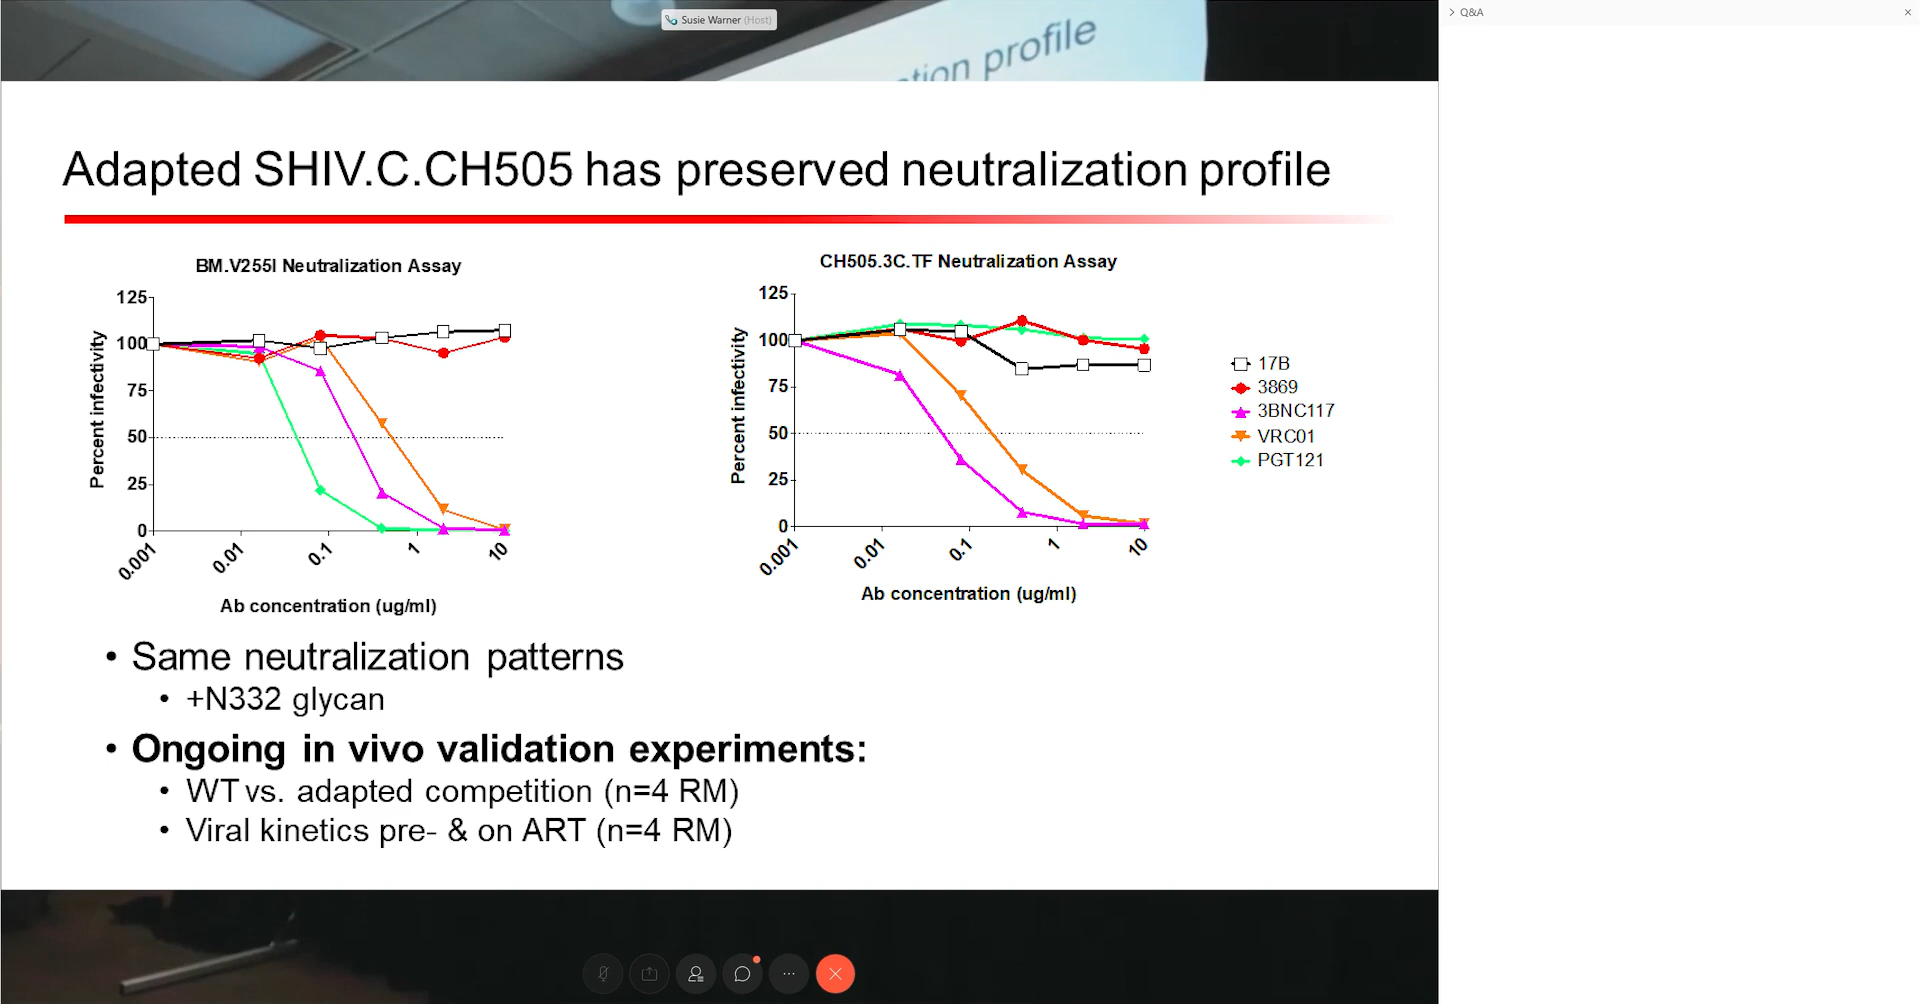 Susie Warner (Host)
Q&A
profile
Adapted SHIV.C.CH505 has preserved neutralization profile
BM.V255I Neutralization Assay
125
100
75
50
25
0
Percent infectivity
0.001
0.01
0.1
1
10
Ab concentration (ug/ml)
CH505.3C.TF Neutralization Assay
125
100
75
50
25
0
Percent infectivity
0.001
0.01
0.1
1
10
Ab concentration (ug/ml)
17B
3869
3BNC117
VRC01
PGT121
• Same neutralization patterns
• +N332 glycan
• Ongoing in vivo validation experiments:
• WT vs. adapted competition (n=4 RM)
• Viral kinetics pre- & on ART (n=4 RM)